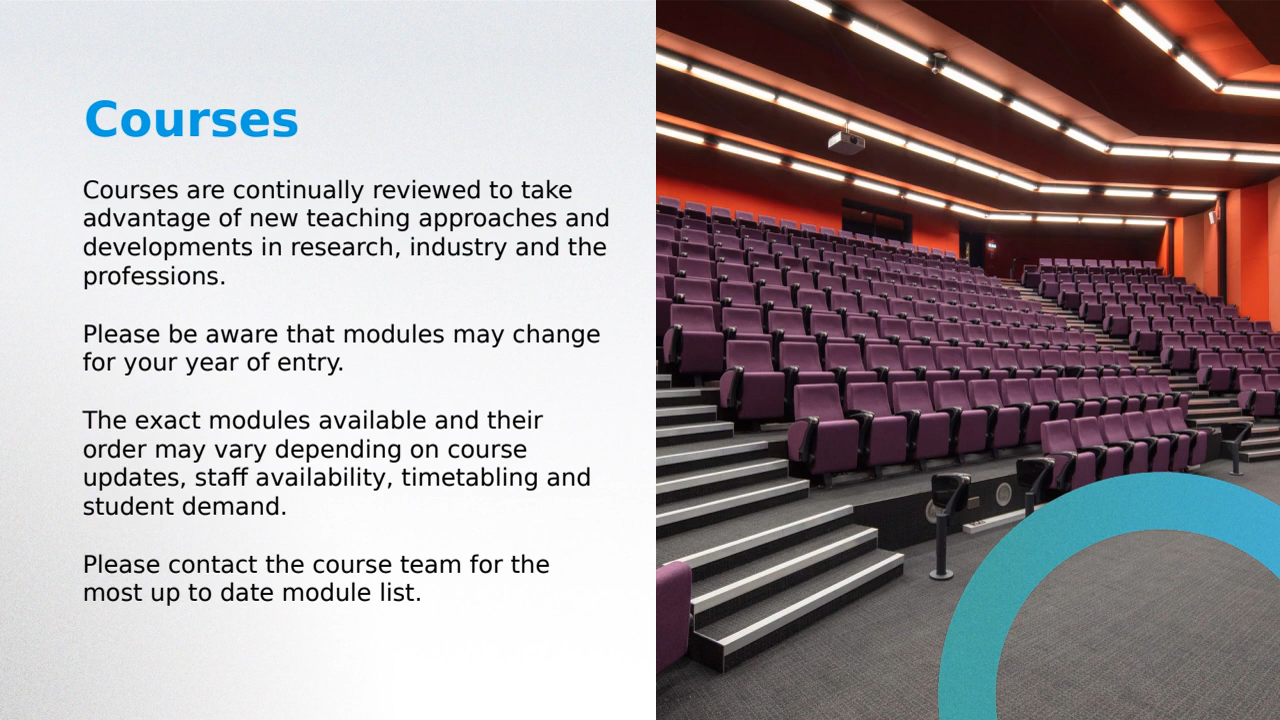 Courses
Courses are continually reviewed to take
advantage of new teaching approaches and
developments in research, industry and the
professions.
Please be aware that modules may change
for your year of entry.
The exact modules available and their
order may vary depending on course
updates, staff availability, timetabling and
student demand.
Please contact the course team for the
most up to date module list.